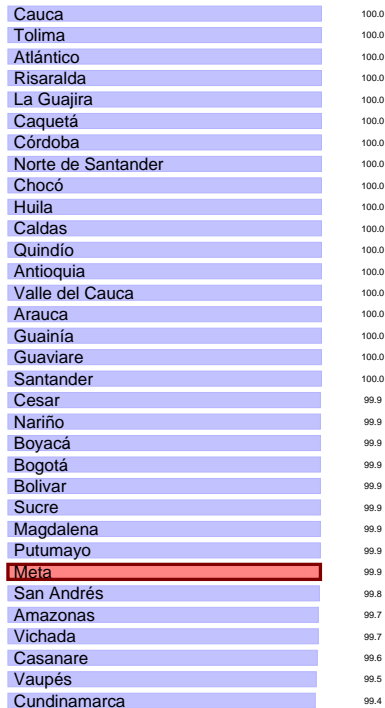 Cauca 100.0
Tolima 100.0
Atlántico 100.0
Risaralda 100.0
La Guajira 100.0
Caquetá 100.0
Córdoba 100.0
Norte de Santander 100.0
Chocó 100.0
Huila 100.0
Caldas 100.0
Quindío 100.0
Antioquia 100.0
Valle del Cauca 100.0
Arauca 100.0
Guainía 100.0
Guaviare 100.0
Santander 100.0
Cesar 99.9
Nariño 99.9
Boyacá 99.9
Bogotá 99.9
Bolivar 99.9
Sucre 99.9
Magdalena 99.9
Putumayo 99.9
Meta 99.9
San Andrés 99.8
Amazonas 99.7
Vichada 99.7
Casanare 99.6
Vaupés 99.5
Cundinamarca 99.4